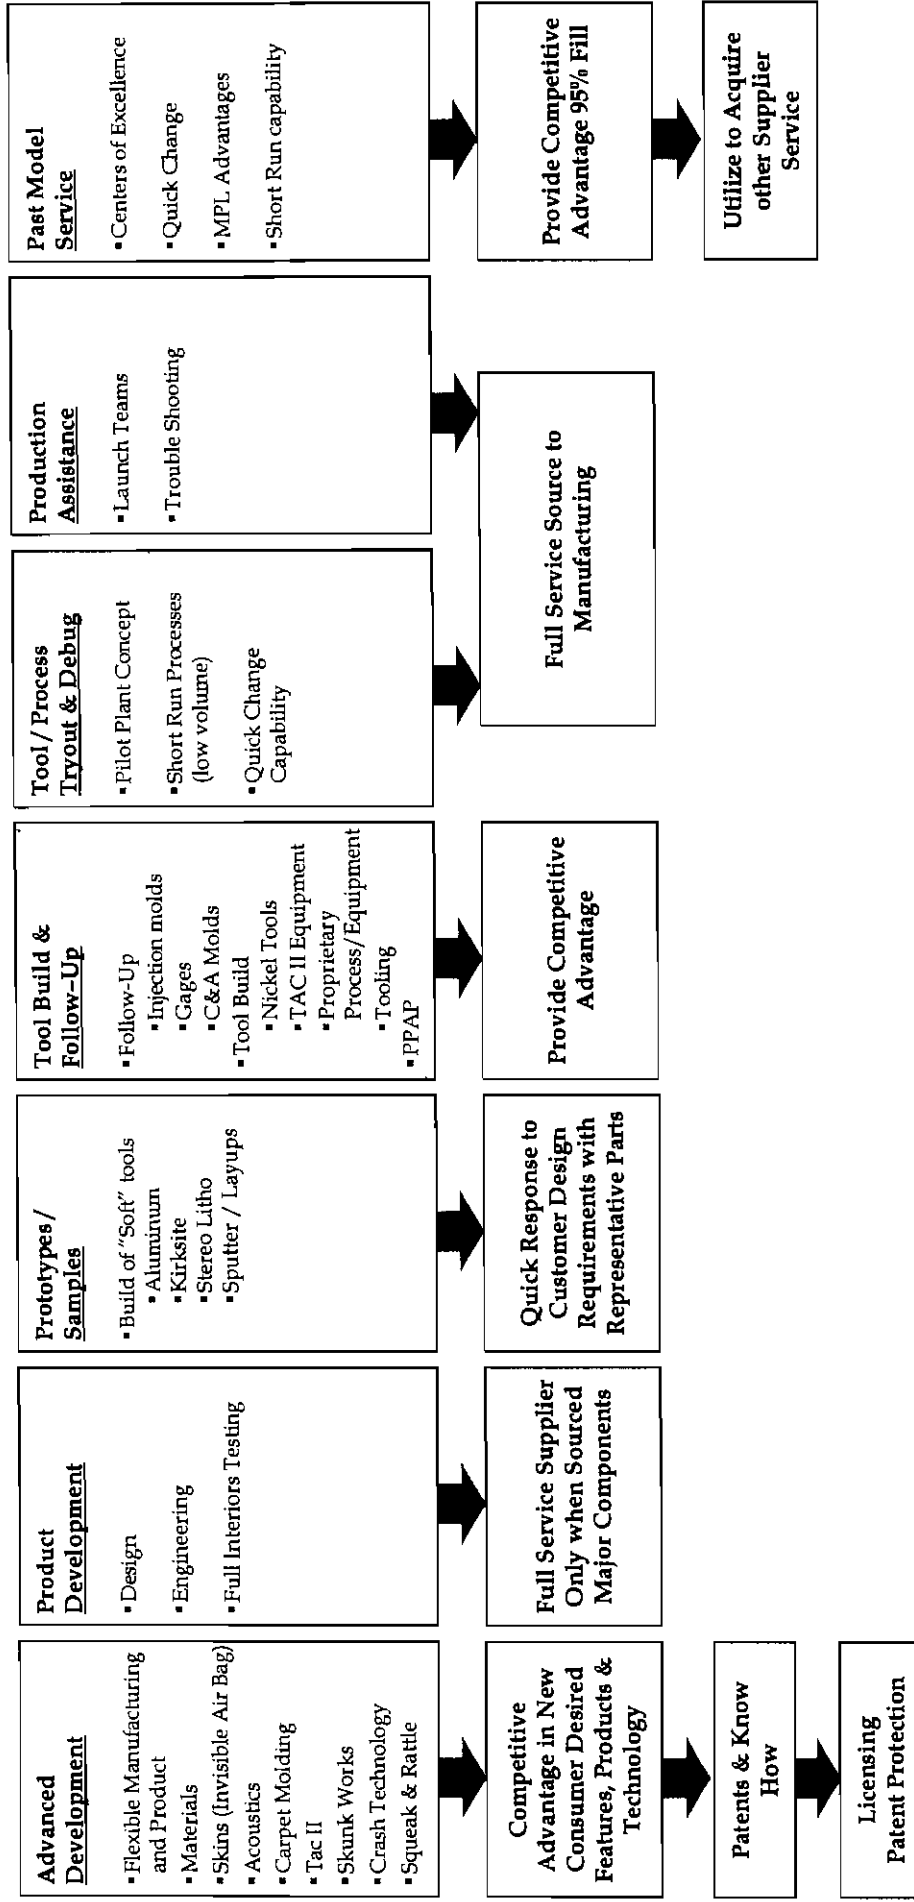 Advanced
Development
▪Flexible Manufacturing
and Product
▪Materials
▪Skins (Invisible Air Bag)
▪Acoustics
▪Carpet Molding
▪Tac II
▪Skunk Works
▪Crash Technology
▪Squeak & Rattle
Competitive
Advantage in New
Consumer Desired
Features, Products &
Technology
Patents & Know
How
Licensing
Patent Protection
Product
Development
▪Design
▪Engineering
▪Full Interiors Testing
Full Service Supplier
Only when Sourced
Major Components
Prototypes/
Samples
▪Build of "Soft" tools
▪Aluminum
▪Kirksite
▪Stereo Litho
▪Sputter / Layups
Quick Response to
Customer Design
Requirements with
Representative Parts
Tool Build &
Follow-Up
▪Follow-Up
▪Injection molds
▪Gages
▪C&A Molds
▪Tool Build
▪Nickel Tools
▪TAC II Equipment
▪Proprietary
Process/Equipment
▪Tooling
▪PPAP
Provide Competitive
Advantage
Tool/Process
Tryout & Debug
▪Pilot Plant Concept
▪Short Run Processes
(low volume)
▪Quick Change
Capability
Production
Assistance
▪Launch Teams
▪Trouble Shooting
Full Service Source to
Manufacturing
Past Model
Service
▪Centers of Excellence
▪Quick Change
▪MPL Advantages
▪Short Run capability
Provide Competitive
Advantage 95% Fill
Utilize to Acquire
other Supplier
Service